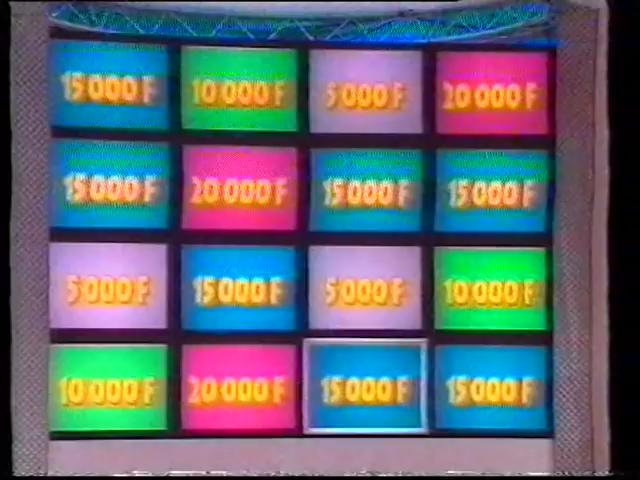 15 000 F 10 000 F 5 000 F 20 000 F
15 000 F 20 000 F 15 000 F 15 000 F
5 000 F 15 000 F 5 000 F 10 000 F
10 000 F 20 000 F 15 000 F 15 000 F